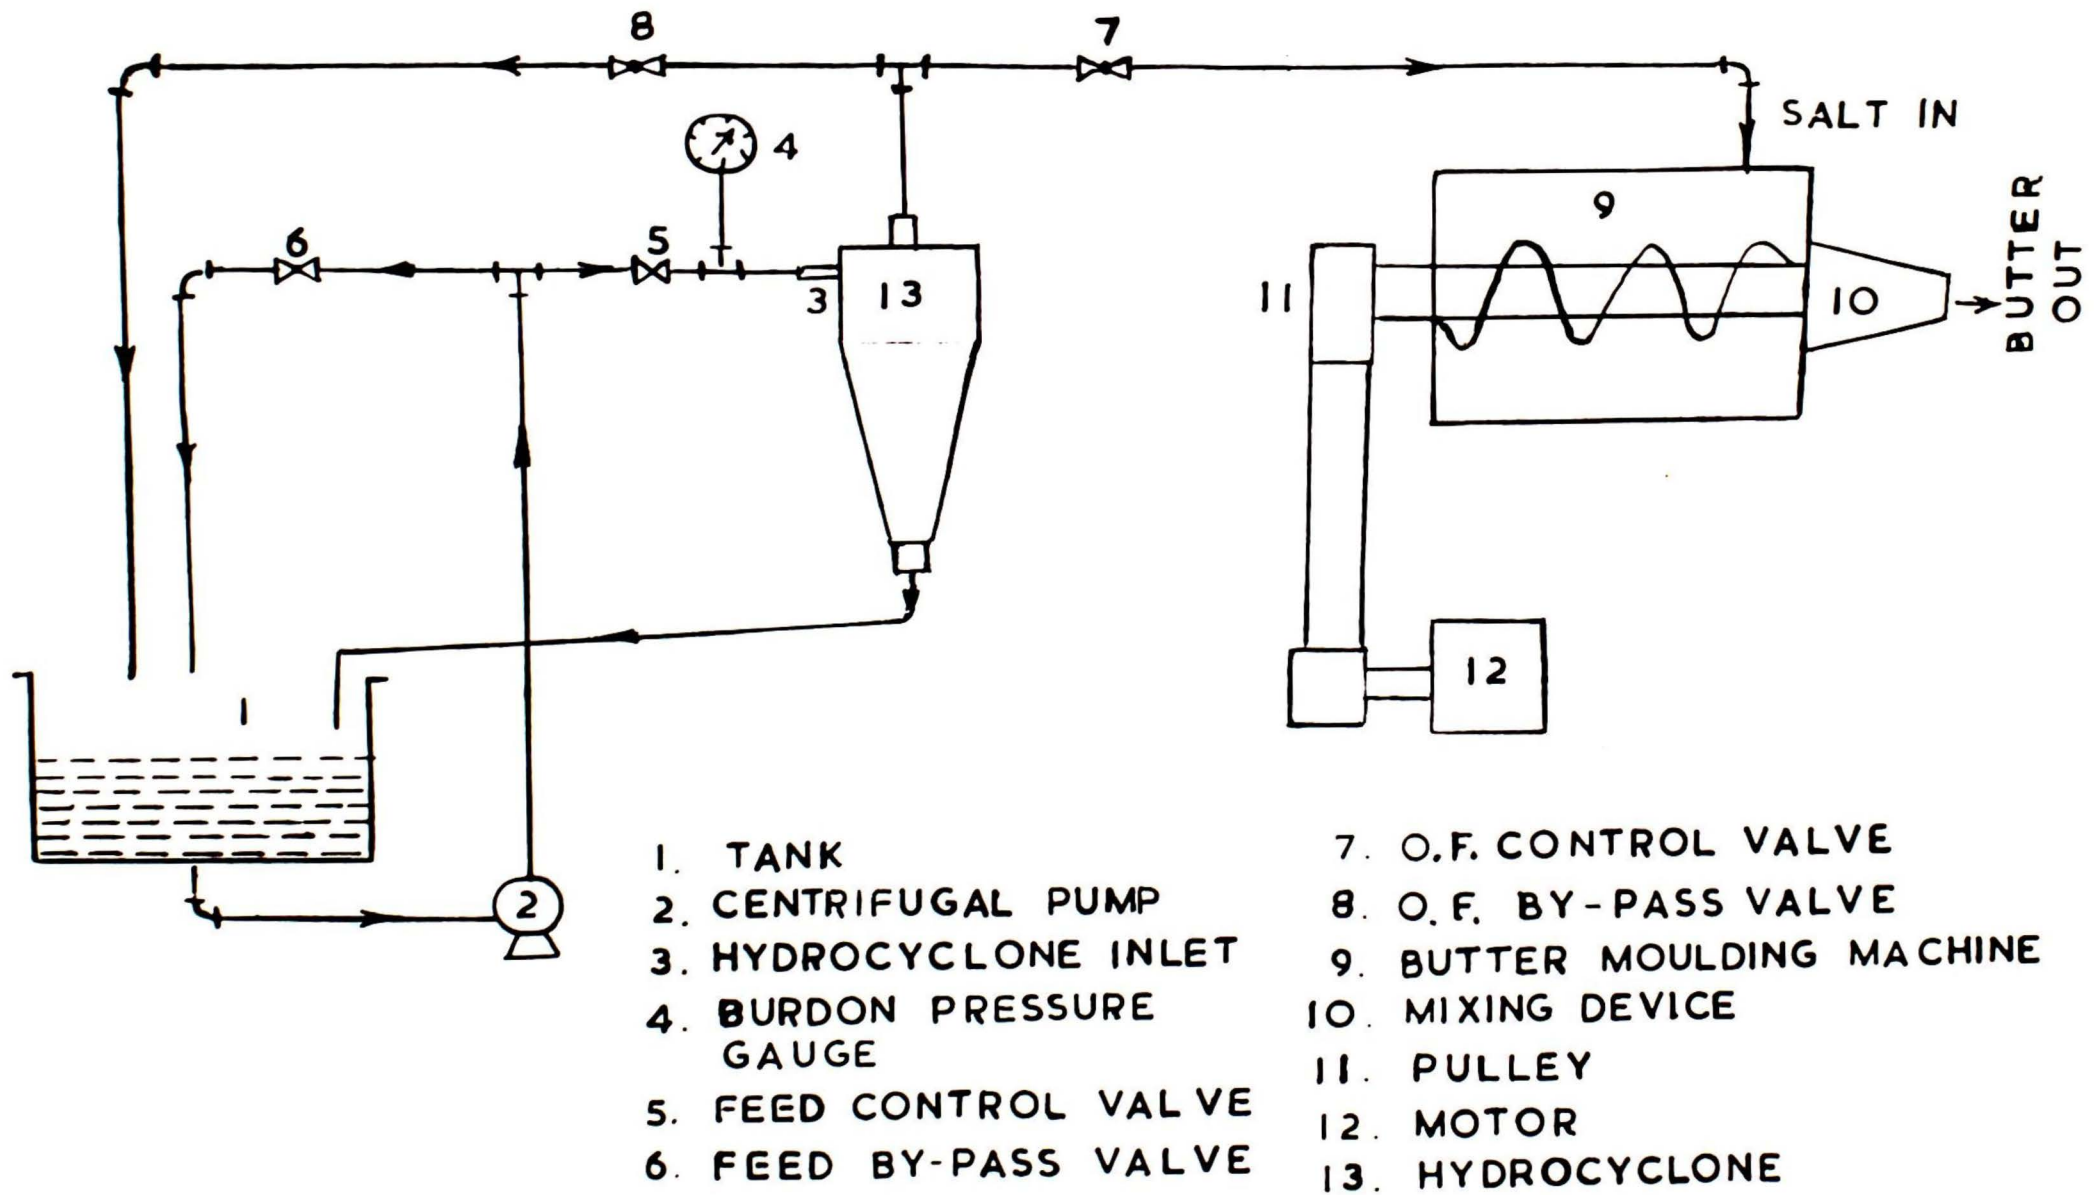 8
7
4
SALT IN
9
6
5
3
13
11
10
BUTTER
OUT
12
1
2
1. TANK
2. CENTRIFUGAL PUMP
3. HYDROCYCLONE INLET
4. BURDON PRESSURE
GAUGE
5. FEED CONTROL VALVE
6. FEED BY-PASS VALVE
7. O.F. CONTROL VALVE
8. O.F. BY-PASS VALVE
9. BUTTER MOULDING MACHINE
10. MIXING DEVICE
11. PULLEY
12. MOTOR
13. HYDROCYCLONE